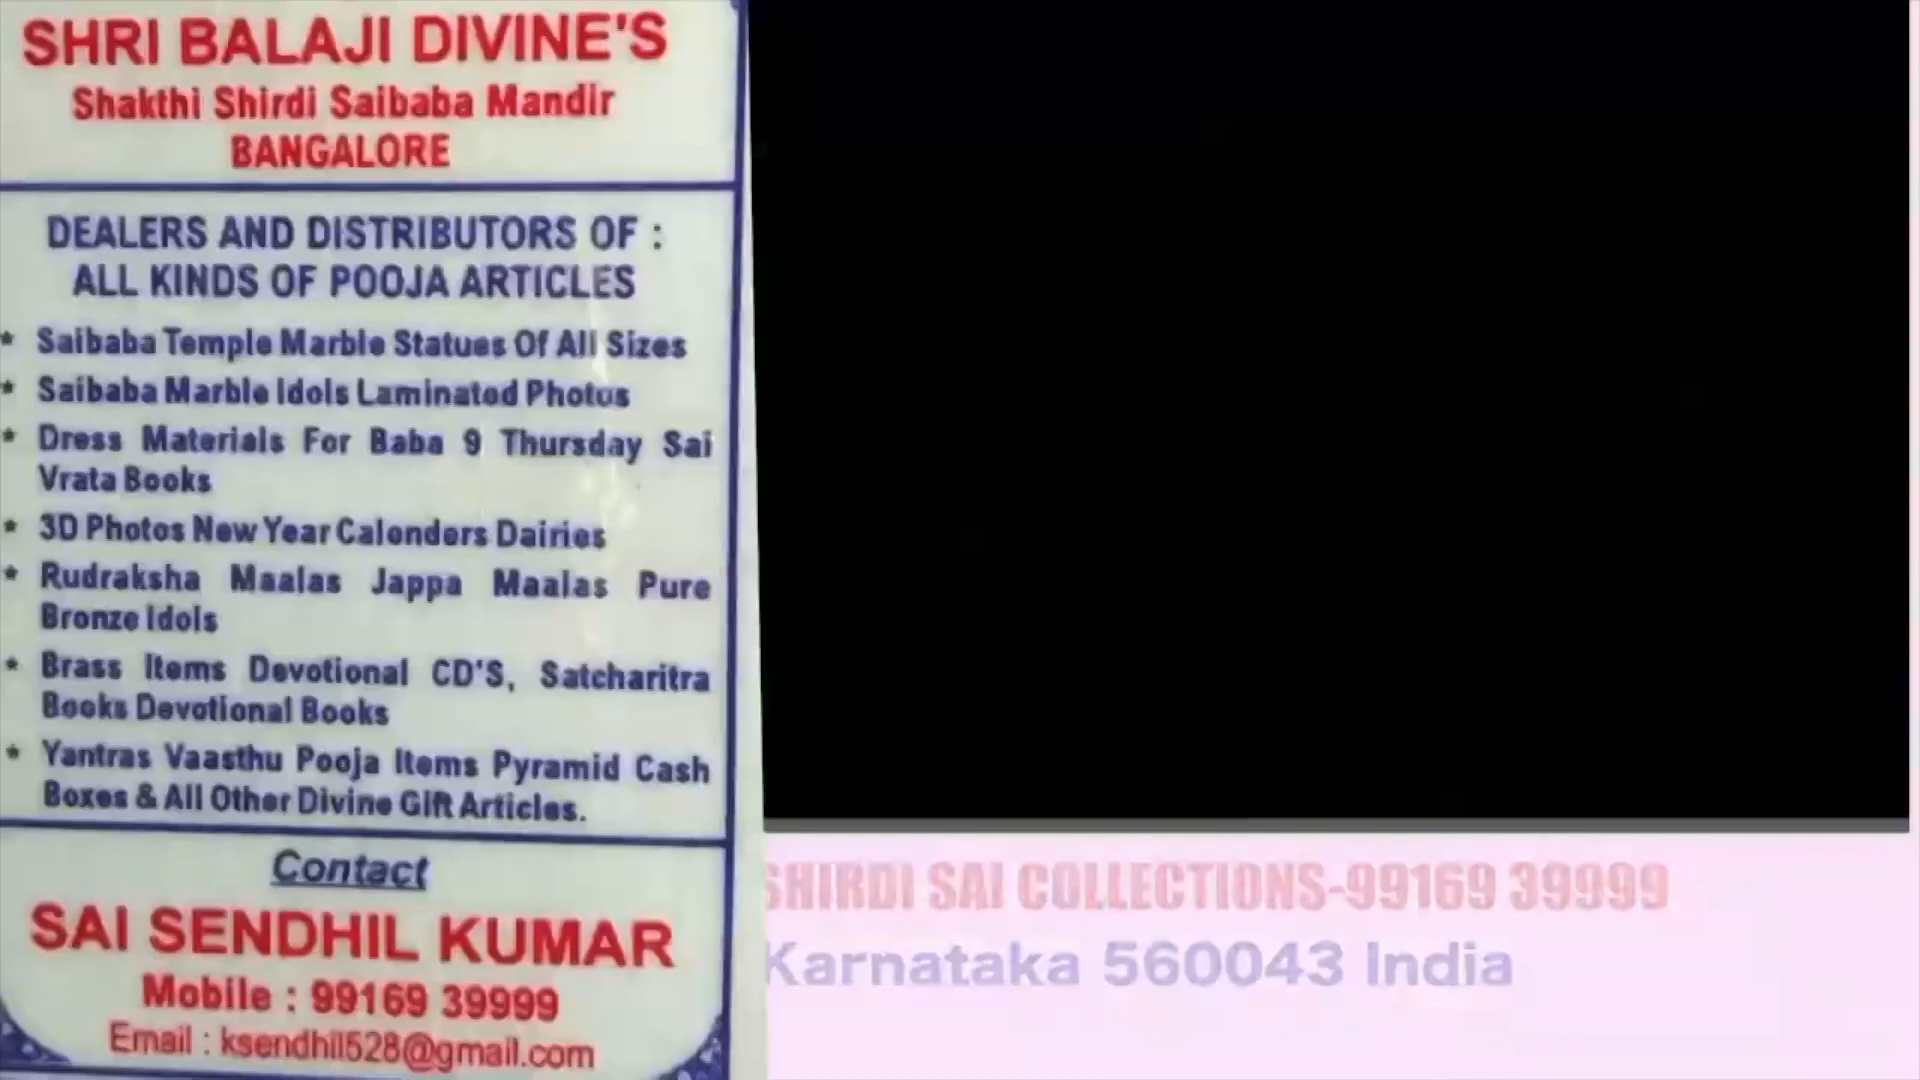 SHRI BALAJI DIVINE'S
Shakthi Shirdi Saibaba Mandir
BANGALORE
DEALERS AND DISTRIBUTORS OF :
ALL KINDS OF POOJA ARTICLES
* Saibaba Temple Marble Statues Of All Sizes
* Saibaba Marble Idols Laminated Photos
* Dress Materials For Baba 9 Thursday Sai
Vrata Books
* 3D Photos New Year Calenders Dairies
* Rudraksha Maalas Jappa Maalas Pure
Bronze Idols
* Brass Items Devotional CD'S, Satcharitra
Books Devotional Books
* Yantras Vaasthu Pooja Items Pyramid Cash
Boxes & All Other Divine Gift Articles.
Contact
SAI SENDHIL KUMAR
Mobile : 99169 39999
Email : ksendhil528@gmail.com
SHIRDI SAI COLLECTIONS-99169 39999
Karnataka 560043 India